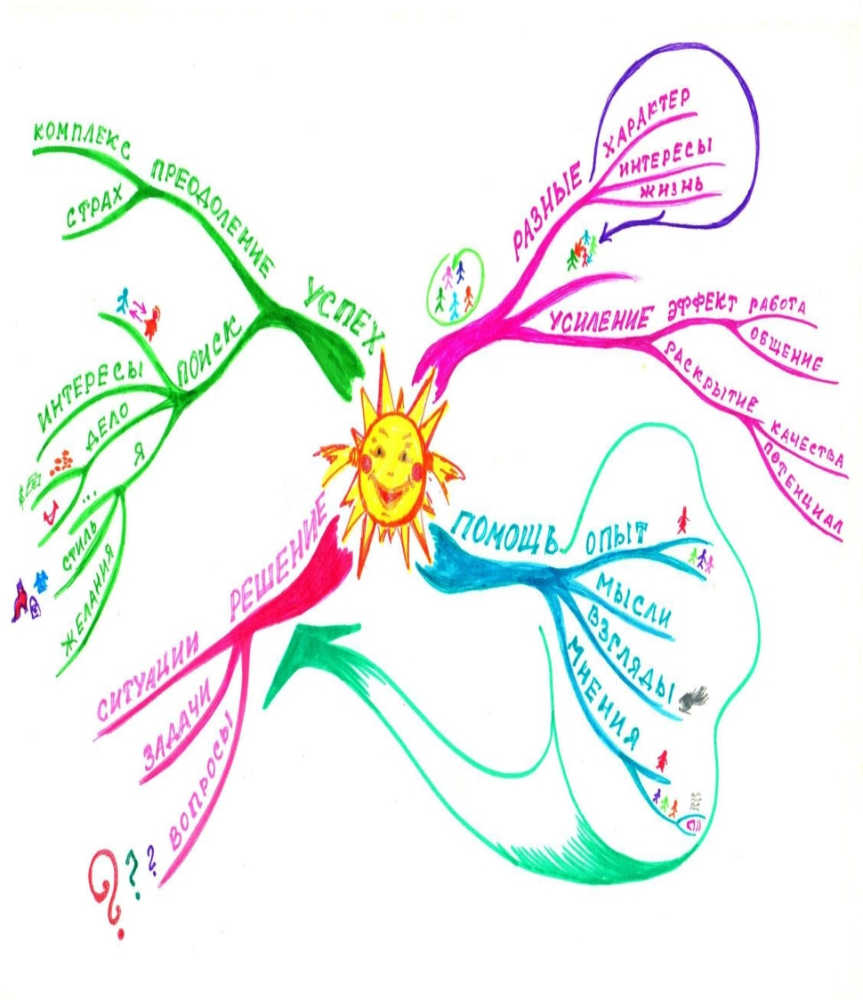 КОМПЛЕКС
СТРАХ
ПРЕОДОЛЕНИЕ
УСПЕХ
ПОИСК
ИНТЕРЕСЫ
ДЕЛО
Я
...
СТИЛЬ
ЖЕЛАНИЯ
РАЗНЫЕ
ХАРАКТЕР
ИНТЕРЕСЫ
ЖИЗНЬ
УСИЛЕНИЕ
ЭФФЕКТ
РАБОТА
ОБЩЕНИЕ
РАСКРЫТИЕ
КАЧЕСТВА
ПОТЕНЦИАЛ
ПОМОЩЬ
ОПЫТ
МЫСЛИ
ВЗГЛЯДЫ
МНЕНИЯ
РЕШЕНИЕ
СИТУАЦИИ
ЗАДАЧИ
ВОПРОСЫ
? ? ?